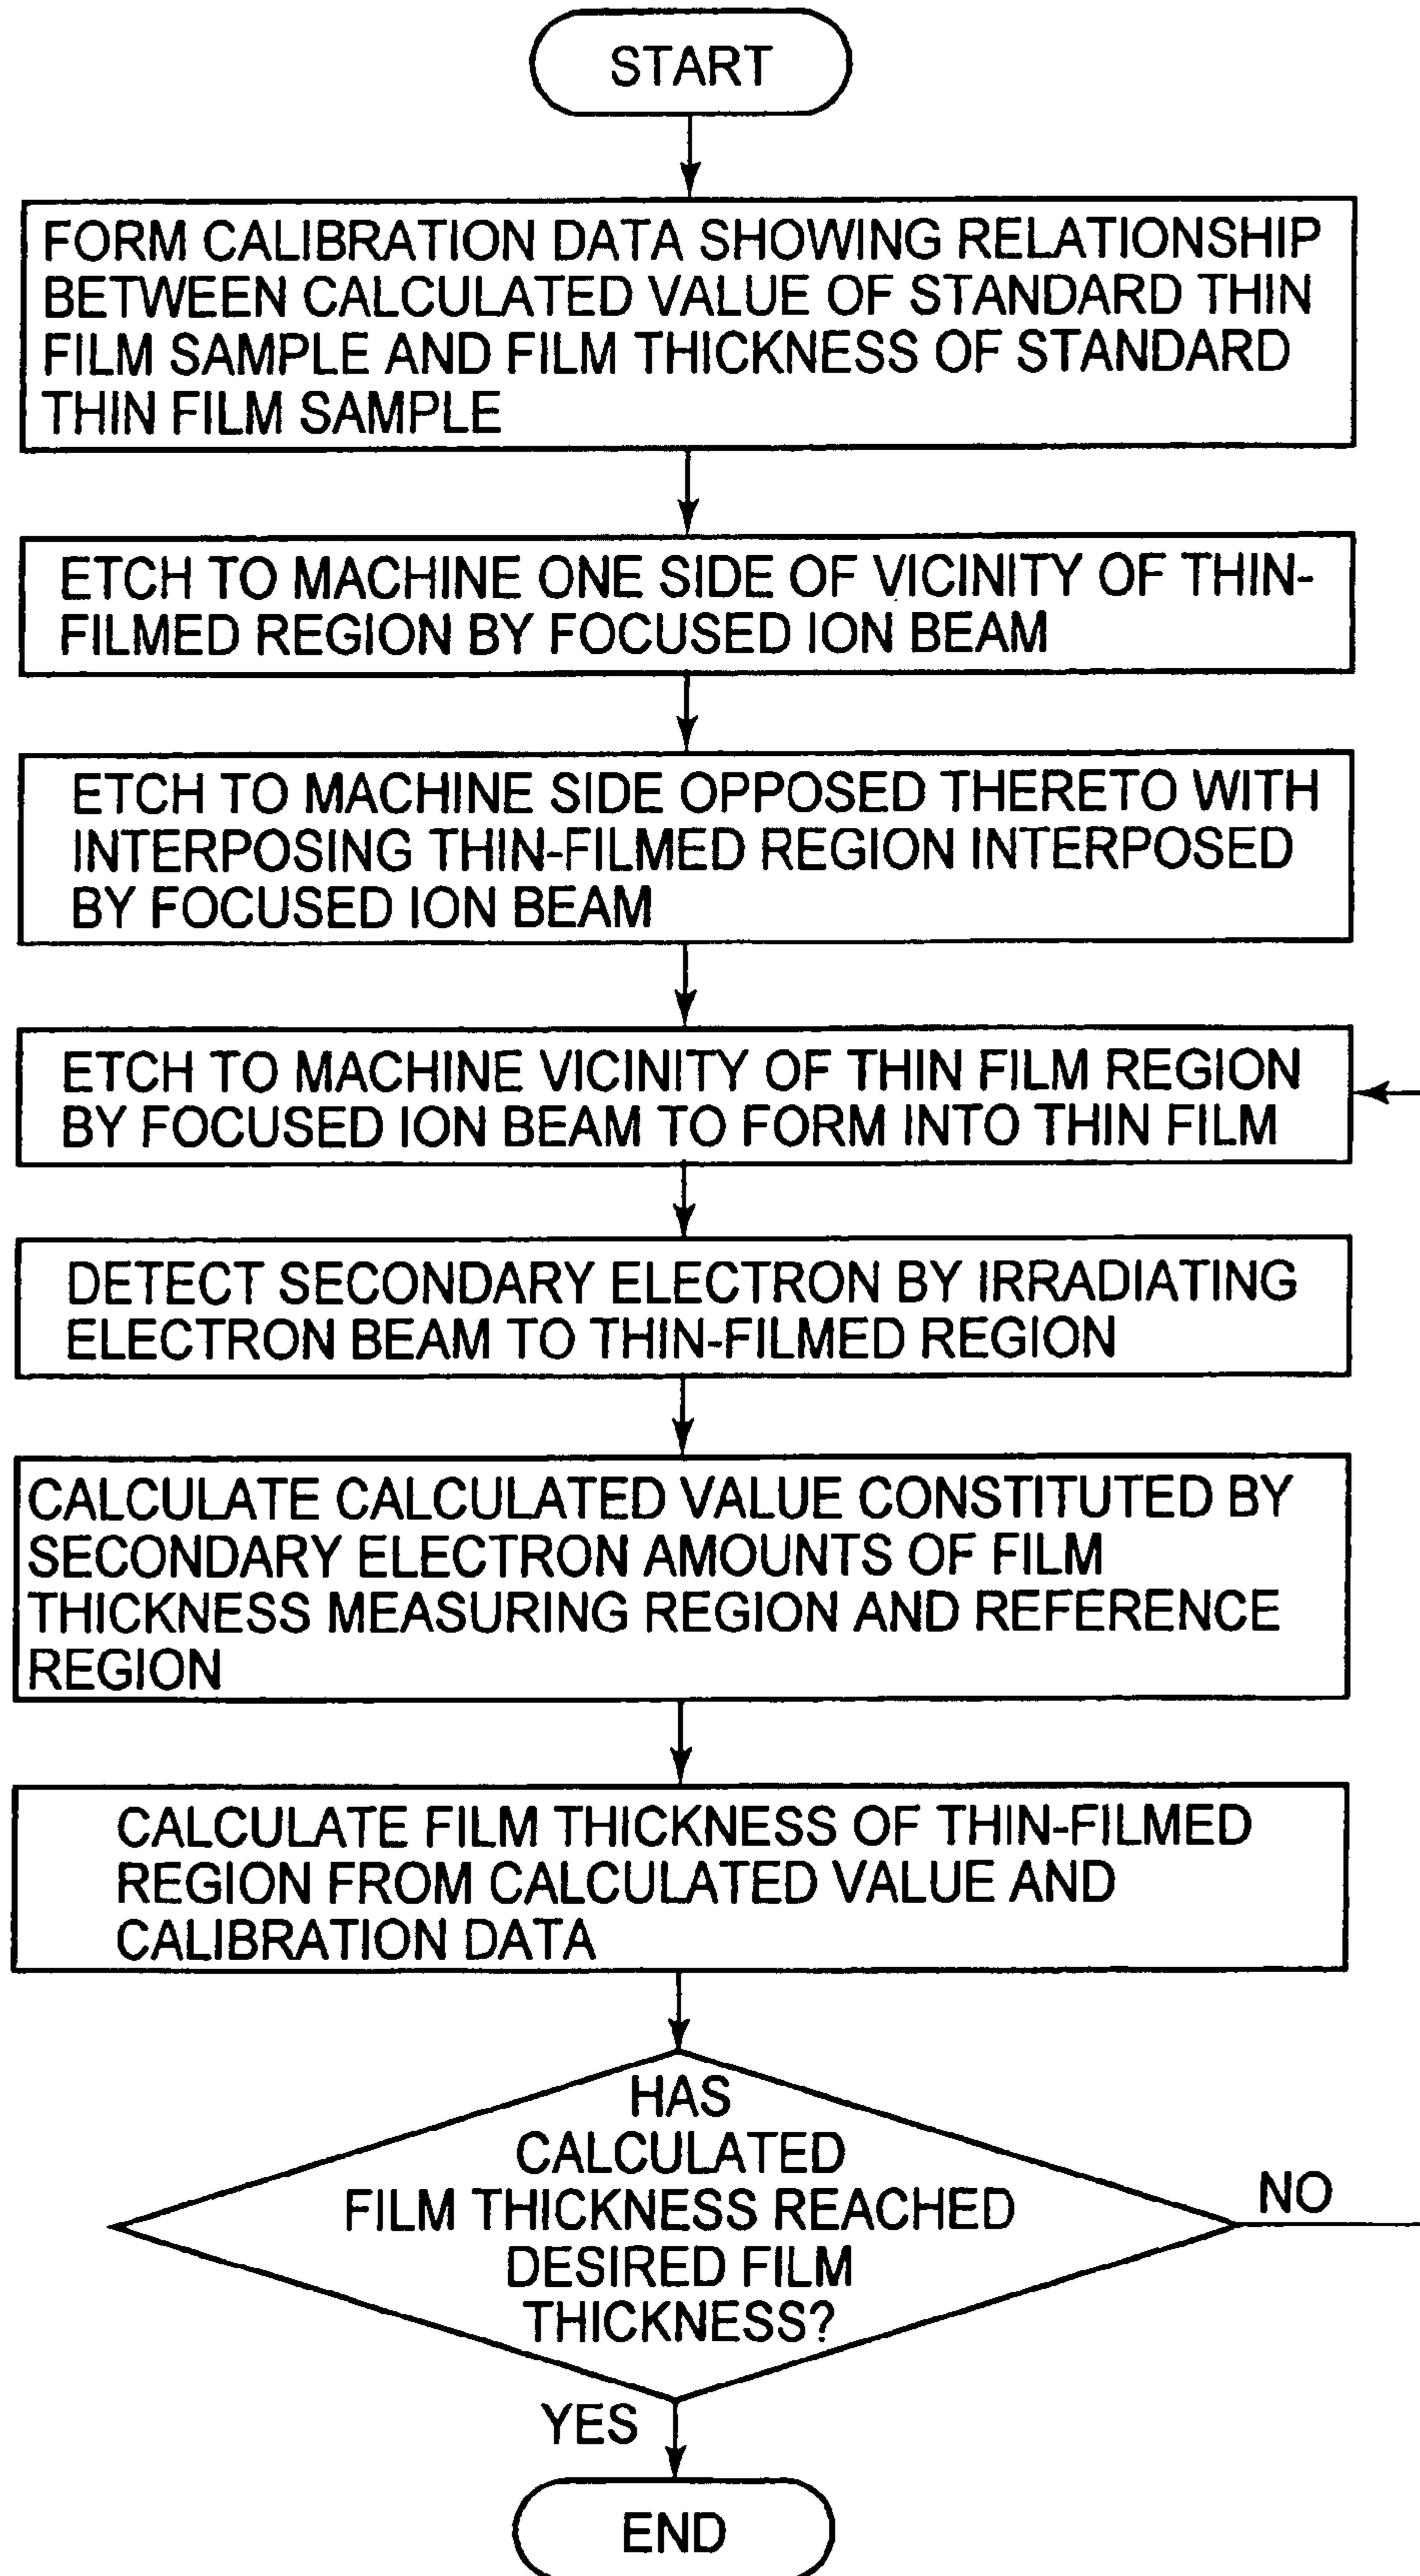 START
FORM CALIBRATION DATA SHOWING RELATIONSHIP
BETWEEN CALCULATED VALUE OF STANDARD THIN
FILM SAMPLE AND FILM THICKNESS OF STANDARD
THIN FILM SAMPLE
ETCH TO MACHINE ONE SIDE OF VICINITY OF THIN-
FILMED REGION BY FOCUSED ION BEAM
ETCH TO MACHINE SIDE OPPOSED THERETO WITH
INTERPOSING THIN-FILMED REGION INTERPOSED
BY FOCUSED ION BEAM
ETCH TO MACHINE VICINITY OF THIN FILM REGION
BY FOCUSED ION BEAM TO FORM INTO THIN FILM
DETECT SECONDARY ELECTRON BY IRRADIATING
ELECTRON BEAM TO THIN-FILMED REGION
CALCULATE CALCULATED VALUE CONSTITUTED BY
SECONDARY ELECTRON AMOUNTS OF FILM
THICKNESS MEASURING REGION AND REFERENCE
REGION
CALCULATE FILM THICKNESS OF THIN-FILMED
REGION FROM CALCULATED VALUE AND
CALIBRATION DATA
HAS
CALCULATED
FILM THICKNESS REACHED
DESIRED FILM
THICKNESS?
NO
YES
END